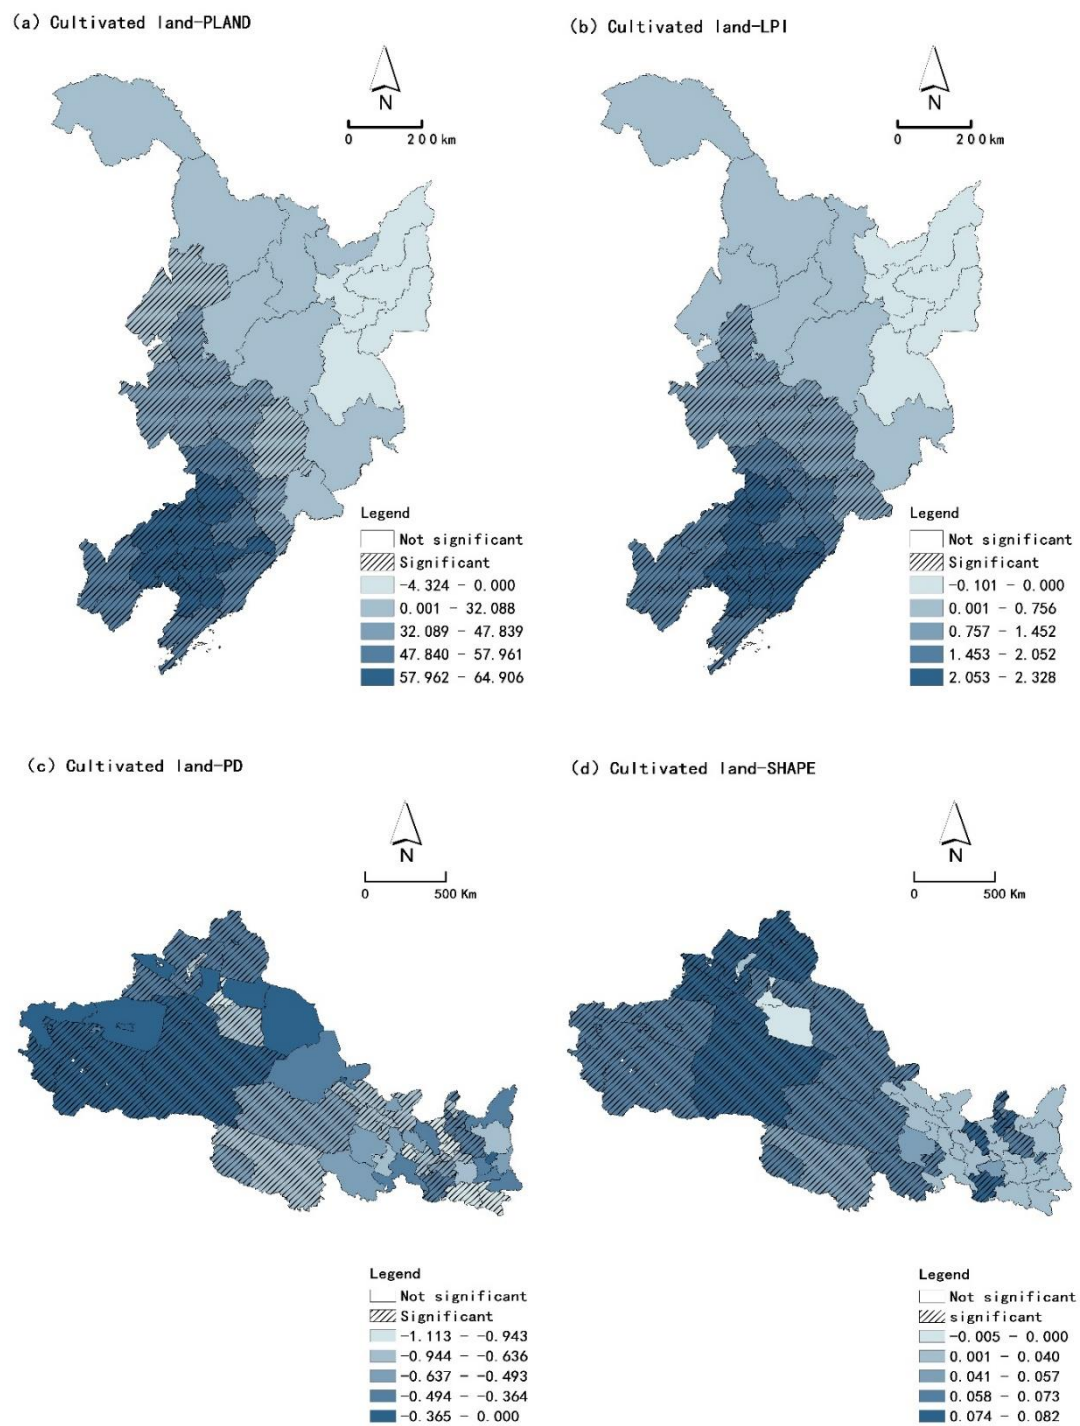 (a) Cultivated land-PLAND
N
0 200km
Legend
Not significant
Significant
-4.324 - 0.000
0.001 - 32.088
32.089 - 47.839
47.840 - 57.961
57.962 - 64.906
(b) Cultivated land-LPI
N
0 200km
Legend
Not significant
Significant
-0.101 - 0.000
0.001 - 0.756
0.757 - 1.452
1.453 - 2.052
2.053 - 2.328
(c) Cultivated land-PD
N
0 500 Km
Legend
Not significant
Significant
-1.113 - -0.943
-0.944 - -0.636
-0.637 - -0.493
-0.494 - -0.364
-0.365 - 0.000
(d) Cultivated land-SHAPE
N
0 500 Km
Legend
Not significant
significant
-0.005 - 0.000
0.001 - 0.040
0.041 - 0.057
0.058 - 0.073
0.074 - 0.082